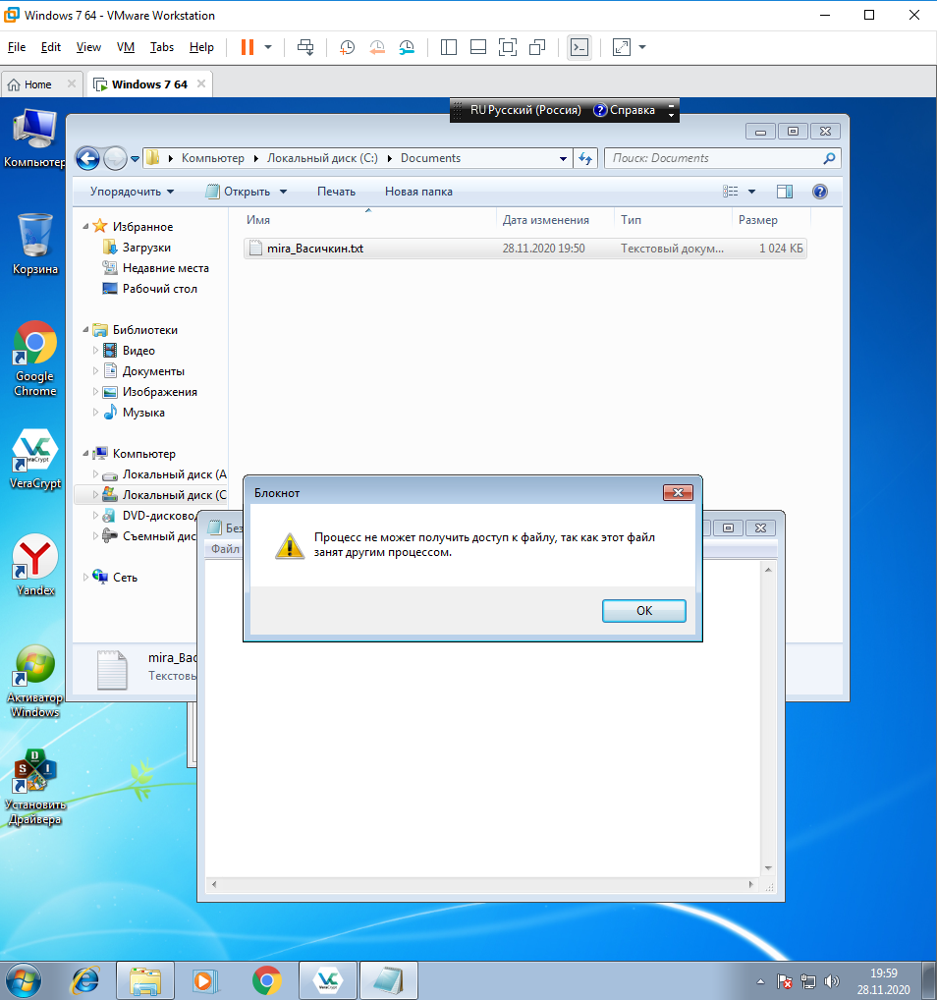 Windows 7 64 - VMware Workstation
File Edit View VM Tabs Help
Home
Windows 7 64
RU Русский (Россия) Справка
Компьютер
Корзина
Google
Chrome
VeraCrypt
Yandex
Активатор
Windows
Установить
Драйвера
Компьютер Локальный диск (C:) Documents
Поиск: Documents
Упорядочить Открыть Печать Новая папка
Имя Дата изменения Тип Размер
mira_Васичкин.txt 28.11.2020 19:50 Текстовый докум... 1 024 КБ
Избранное
Загрузки
Недавние места
Рабочий стол
Библиотеки
Видео
Документы
Изображения
Музыка
Компьютер
Локальный диск (A
Локальный диск (C
DVD-дисково
Съемный дис
Сеть
mira_Вас
Текстовы
Без
Файл
Блокнот
Процесс не может получить доступ к файлу, так как этот файл
занят другим процессом.
OK
19:59
28.11.2020